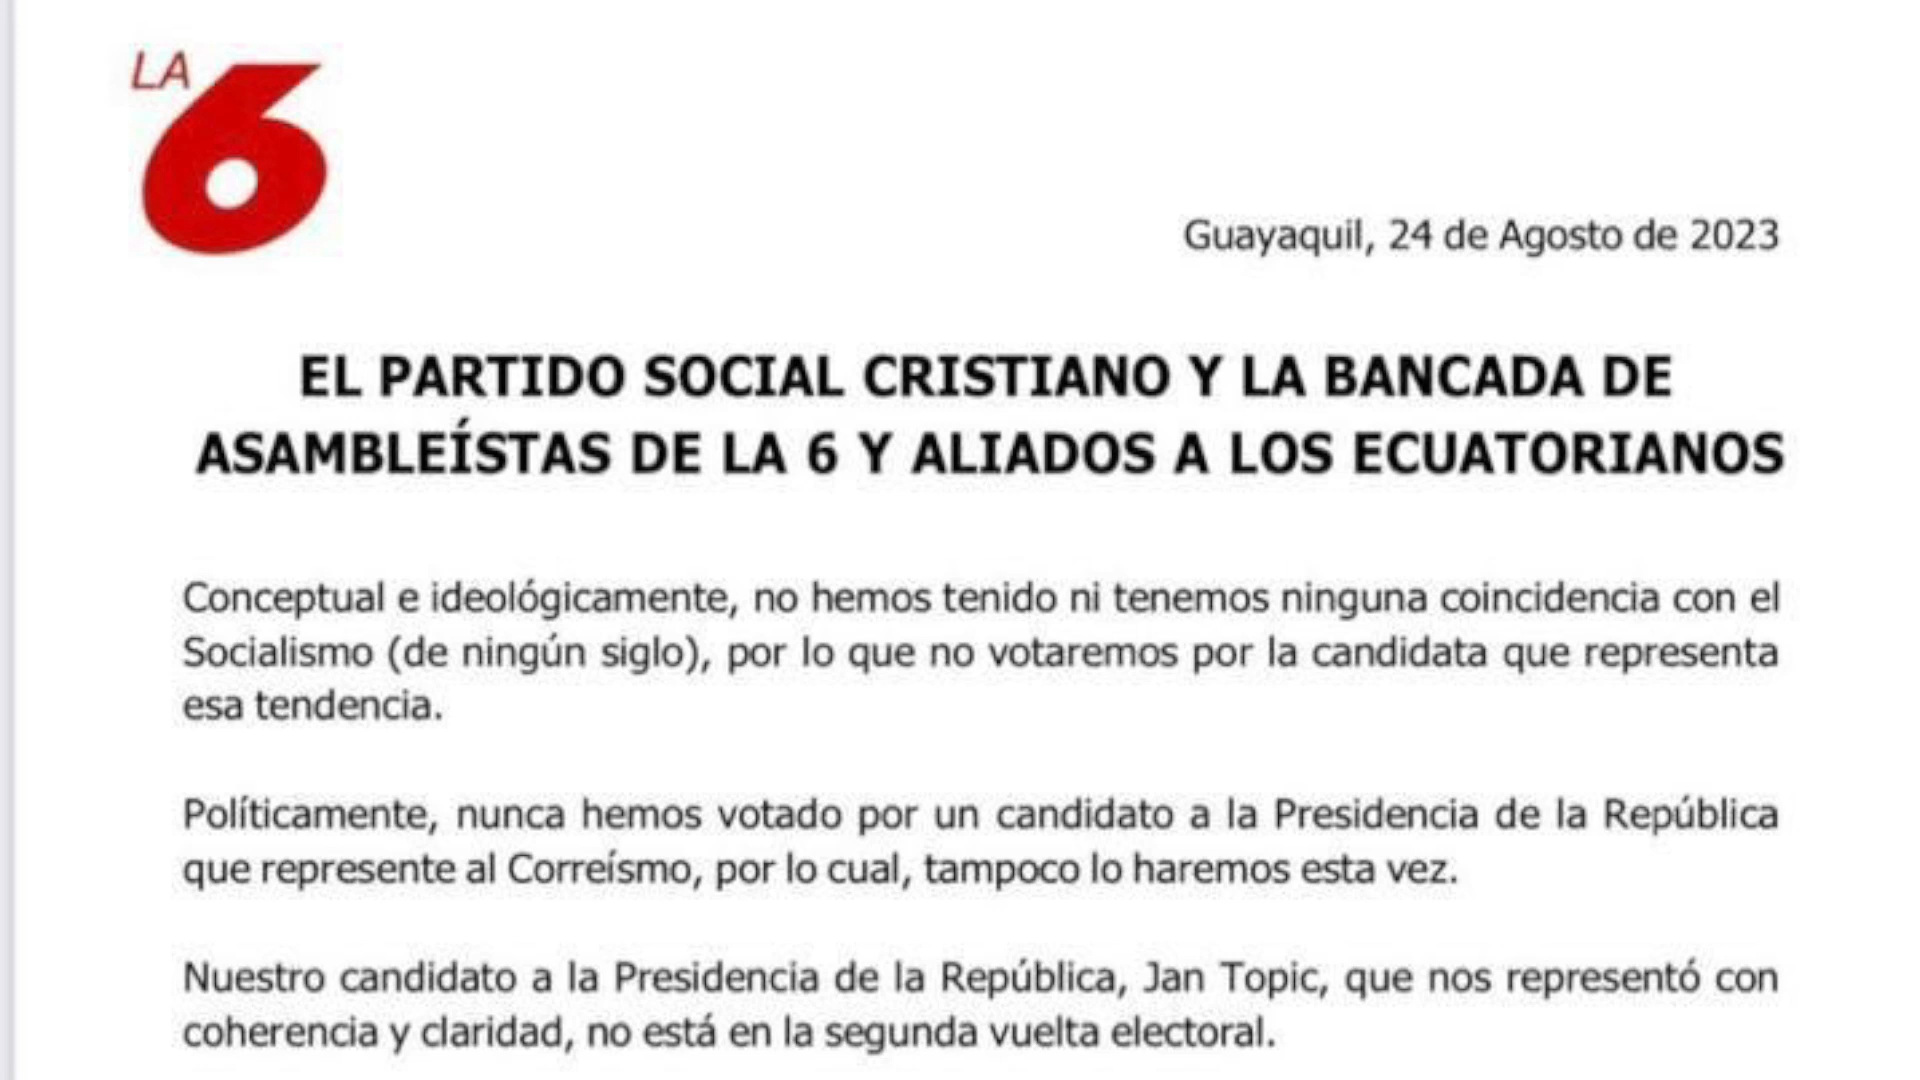 LA
6
Guayaquil, 24 de Agosto de 2023
EL PARTIDO SOCIAL CRISTIANO Y LA BANCADA DE
ASAMBLEÍSTAS DE LA 6 Y ALIADOS A LOS ECUATORIANOS
Conceptual e ideológicamente, no hemos tenido ni tenemos ninguna coincidencia con el
Socialismo (de ningún siglo), por lo que no votaremos por la candidata que representa
esa tendencia.
Políticamente, nunca hemos votado por un candidato a la Presidencia de la República
que represente al Correísmo, por lo cual, tampoco lo haremos esta vez.
Nuestro candidato a la Presidencia de la República, Jan Topic, que nos representó con
coherencia y claridad, no está en la segunda vuelta electoral.